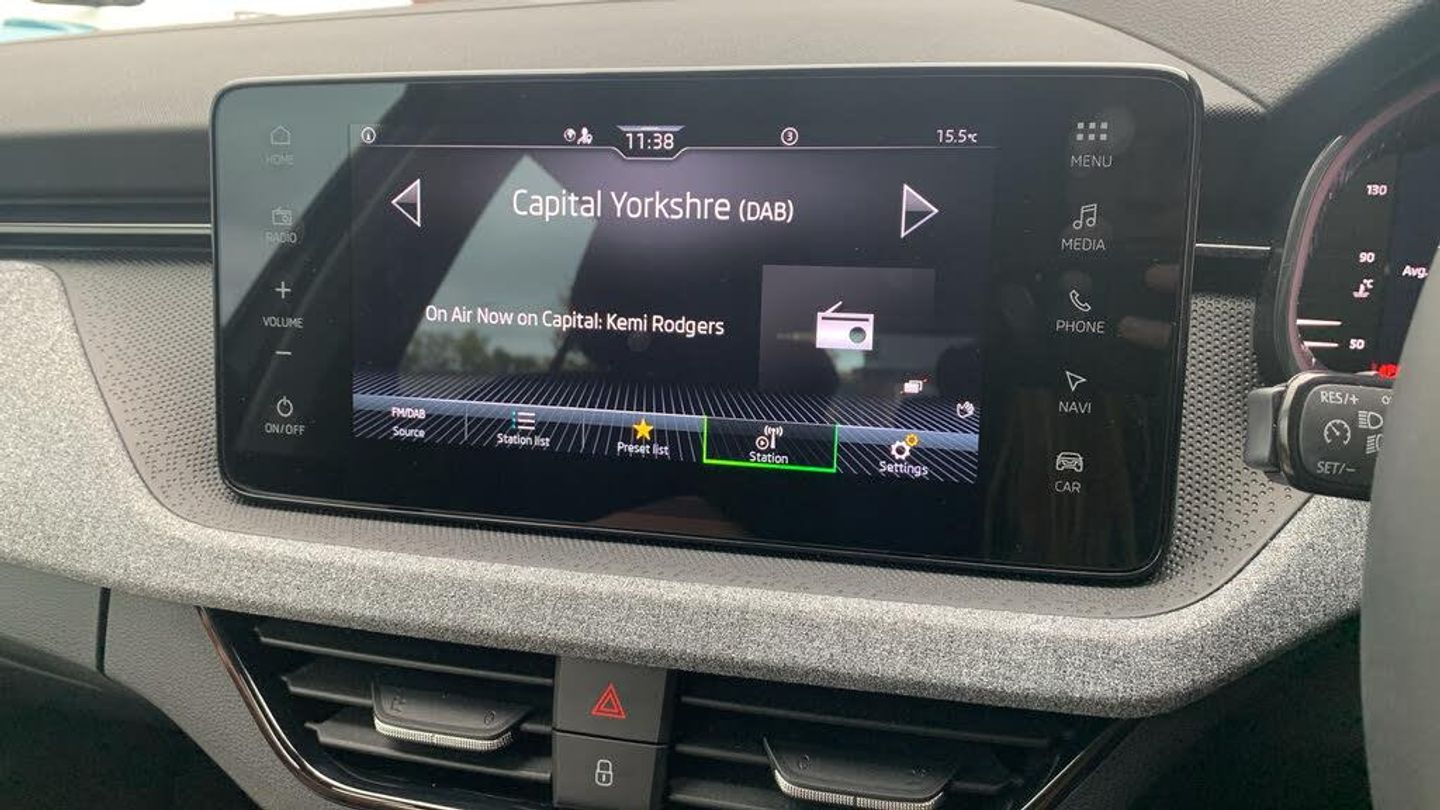 11:38
3
15.5°C
HOME
RADIO
+
VOLUME
−
ON/OFF
Capital Yorkshre (DAB)
On Air Now on Capital: Kemi Rodgers
FM/DAB
Source
Station list
Preset list
Station
Settings
MENU
MEDIA
PHONE
NAVI
CAR
130
90
°C
50
Avg.
RES/+
SET/−